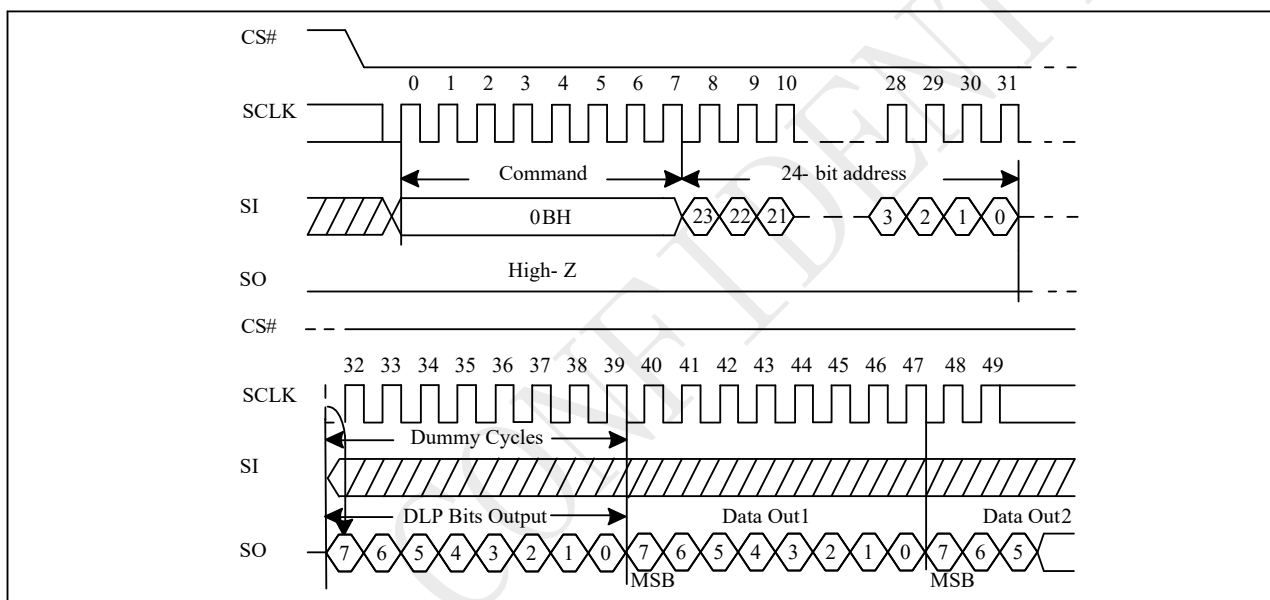 CS#
0 1 2 3 4 5 6 7 8 9 10 28 29 30 31
SCLK
Command 24- bit address
SI 0BH 23 22 21 3 2 1 0
High- Z
SO
CS#
32 33 34 35 36 37 38 39 40 41 42 43 44 45 46 47 48 49
SCLK
Dummy Cycles
SI
DLP Bits Output Data Out1 Data Out2
SO 7 6 5 4 3 2 1 0 7 6 5 4 3 2 1 0 7 6 5
MSB MSB
CONFIDENT